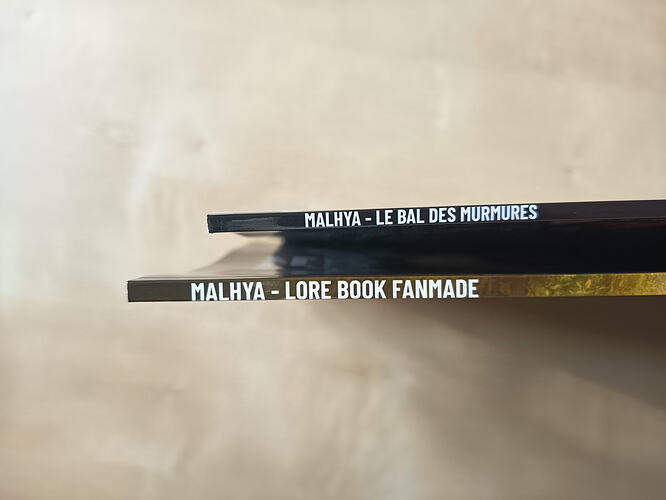 MALHYA - LE BAL DES MURMURES
MALHYA - LORE BOOK FANMADE